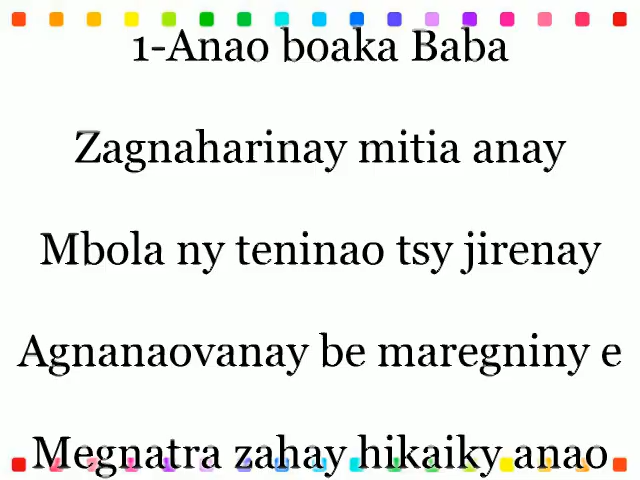 1-Anao boaka Baba
Zagnaharinay mitia anay
Mbola ny teninao tsy jirenay
Agnanaovanay be maregniny e
Megnatra zahay hikaiky anao